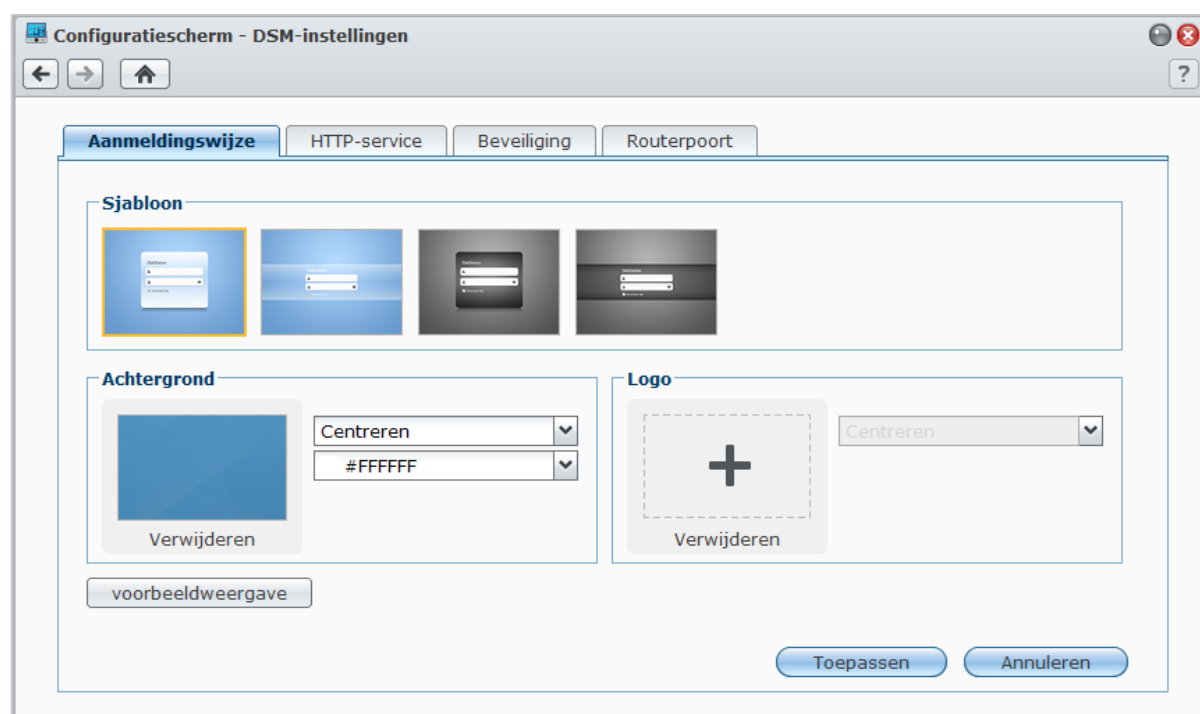 Configuratiescherm - DSM-instellingen
?
Aanmeldingswijze HTTP-service Beveiliging Routerpoort
Sjabloon
Achtergrond
Centreren
#FFFFFF
Verwijderen
Logo
Centreren
Verwijderen
voorbeeldweergave
Toepassen Annuleren